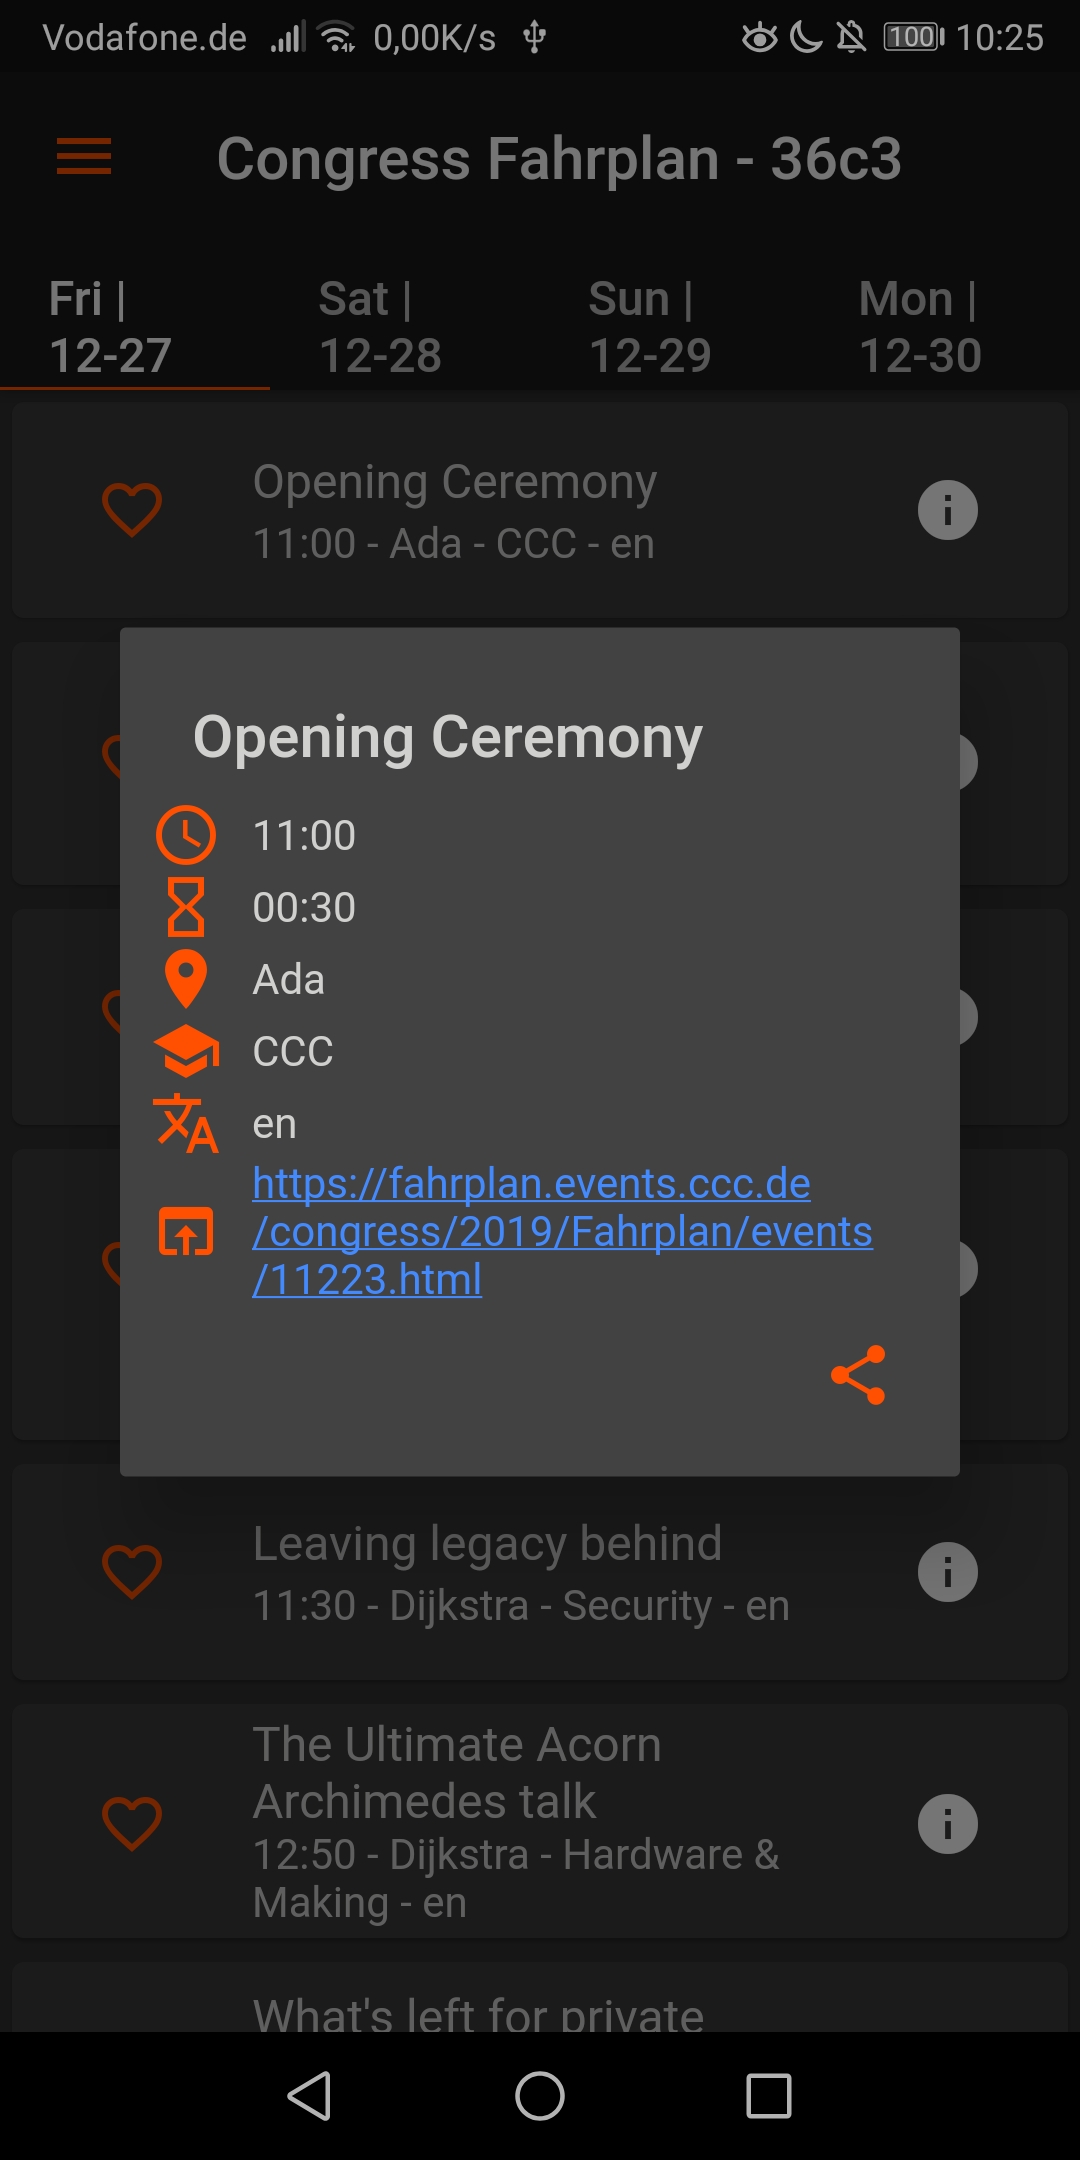 Vodafone.de 0,00K/s 100 10:25
Congress Fahrplan - 36c3
Fri | Sat | Sun | Mon |
12-27 12-28 12-29 12-30
Opening Ceremony
11:00 - Ada - CCC - en
Opening Ceremony
11:00
00:30
Ada
CCC
en
https://fahrplan.events.ccc.de
/congress/2019/Fahrplan/events
/11223.html
Leaving legacy behind
11:30 - Dijkstra - Security - en
The Ultimate Acorn
Archimedes talk
12:50 - Dijkstra - Hardware &
Making - en
What's left for private